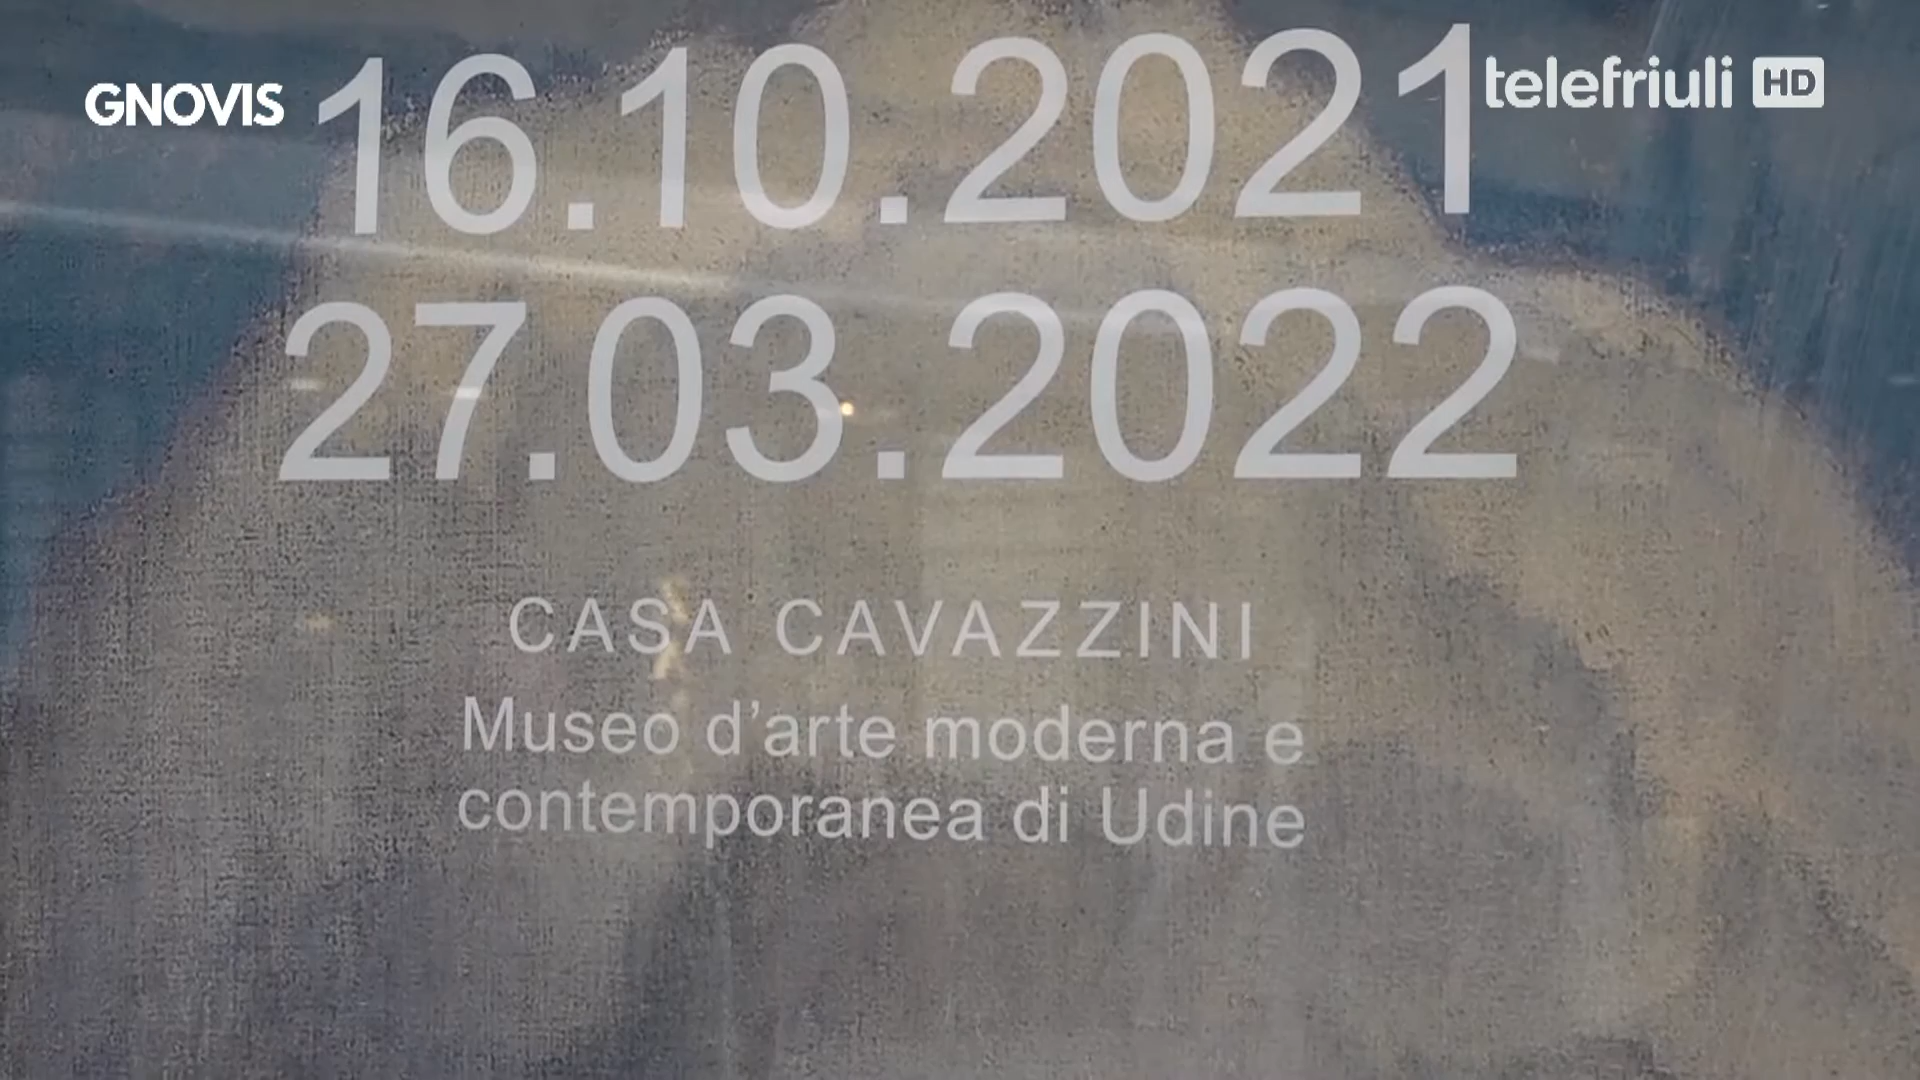 GNOVIS
telefriuli HD
16.10.2021
27.03.2022
CASA CAVAZZINI
Museo d'arte moderna e
contemporanea di Udine